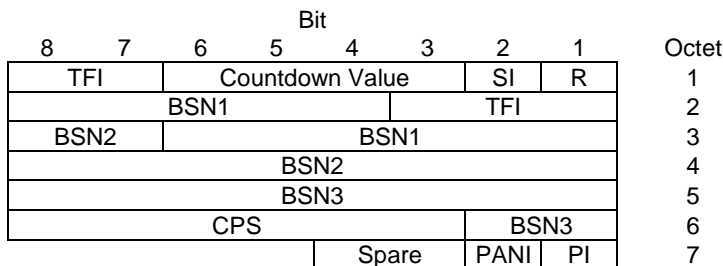 Bit
8 7 6 5 4 3 2 1 Octet
TFI Countdown Value SI R 1
BSN1 TFI 2
BSN2 BSN1 3
BSN2 4
BSN3 5
CPS BSN3 6
Spare PANI PI 7